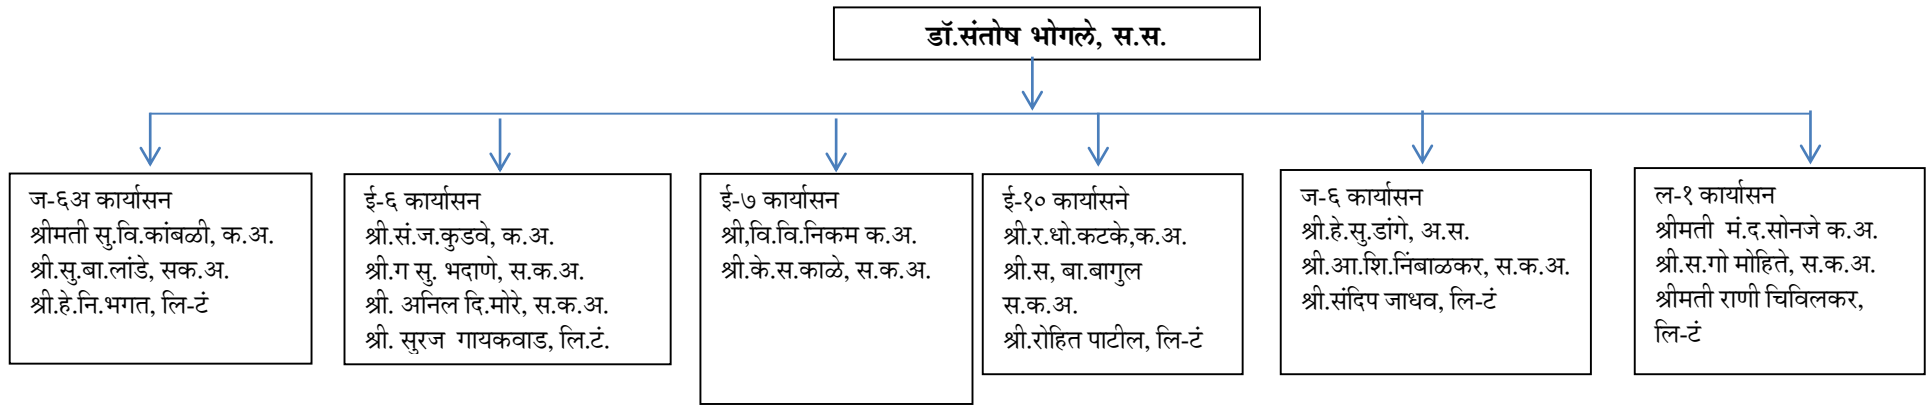 डॉ.संतोष भोगले, स.स.
ज-६अ कार्यासन
श्रीमती सु.वि.कांबळी, क.अ.
श्री.सु.बा.लांडे, सक.अ.
श्री.हे.नि.भगत, लि-टं
ई-६ कार्यासन
श्री.सं.ज.कुडवे, क.अ.
श्री.ग सु. भदाणे, स.क.अ.
श्री. अनिल दि.मोरे, स.क.अ.
श्री. सुरज गायकवाड, लि.टं.
ई-७ कार्यासन
श्री,वि.वि.निकम क.अ.
श्री.के.स.काळे, स.क.अ.
ई-१० कार्यासने
श्री.र.धो.कटके,क.अ.
श्री.स, बा.बागुल
स.क.अ.
श्री.रोहित पाटील, लि-टं
ज-६ कार्यासन
श्री.हे.सु.डांगे, अ.स.
श्री.आ.शि.निंबाळकर, स.क.अ.
श्री.संदिप जाधव, लि-टं
ल-१ कार्यासन
श्रीमती मं.द.सोनजे क.अ.
श्री.स.गो मोहिते, स.क.अ.
श्रीमती राणी चिविलकर,
लि-टं